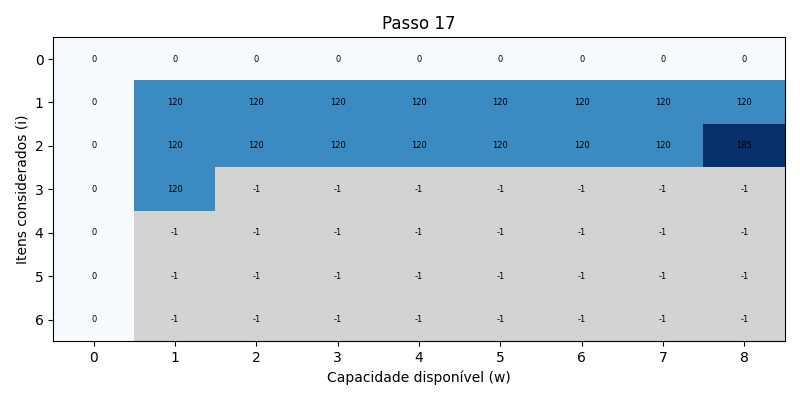 Passo 17
Itens considerados (i)
0 0 0 0 0 0 0 0 0 0
1 0 120 120 120 120 120 120 120 120
2 0 120 120 120 120 120 120 120 185
3 0 120 -1 -1 -1 -1 -1 -1 -1
4 0 -1 -1 -1 -1 -1 -1 -1 -1
5 0 -1 -1 -1 -1 -1 -1 -1 -1
6 0 -1 -1 -1 -1 -1 -1 -1 -1
0 1 2 3 4 5 6 7 8
Capacidade disponível (w)